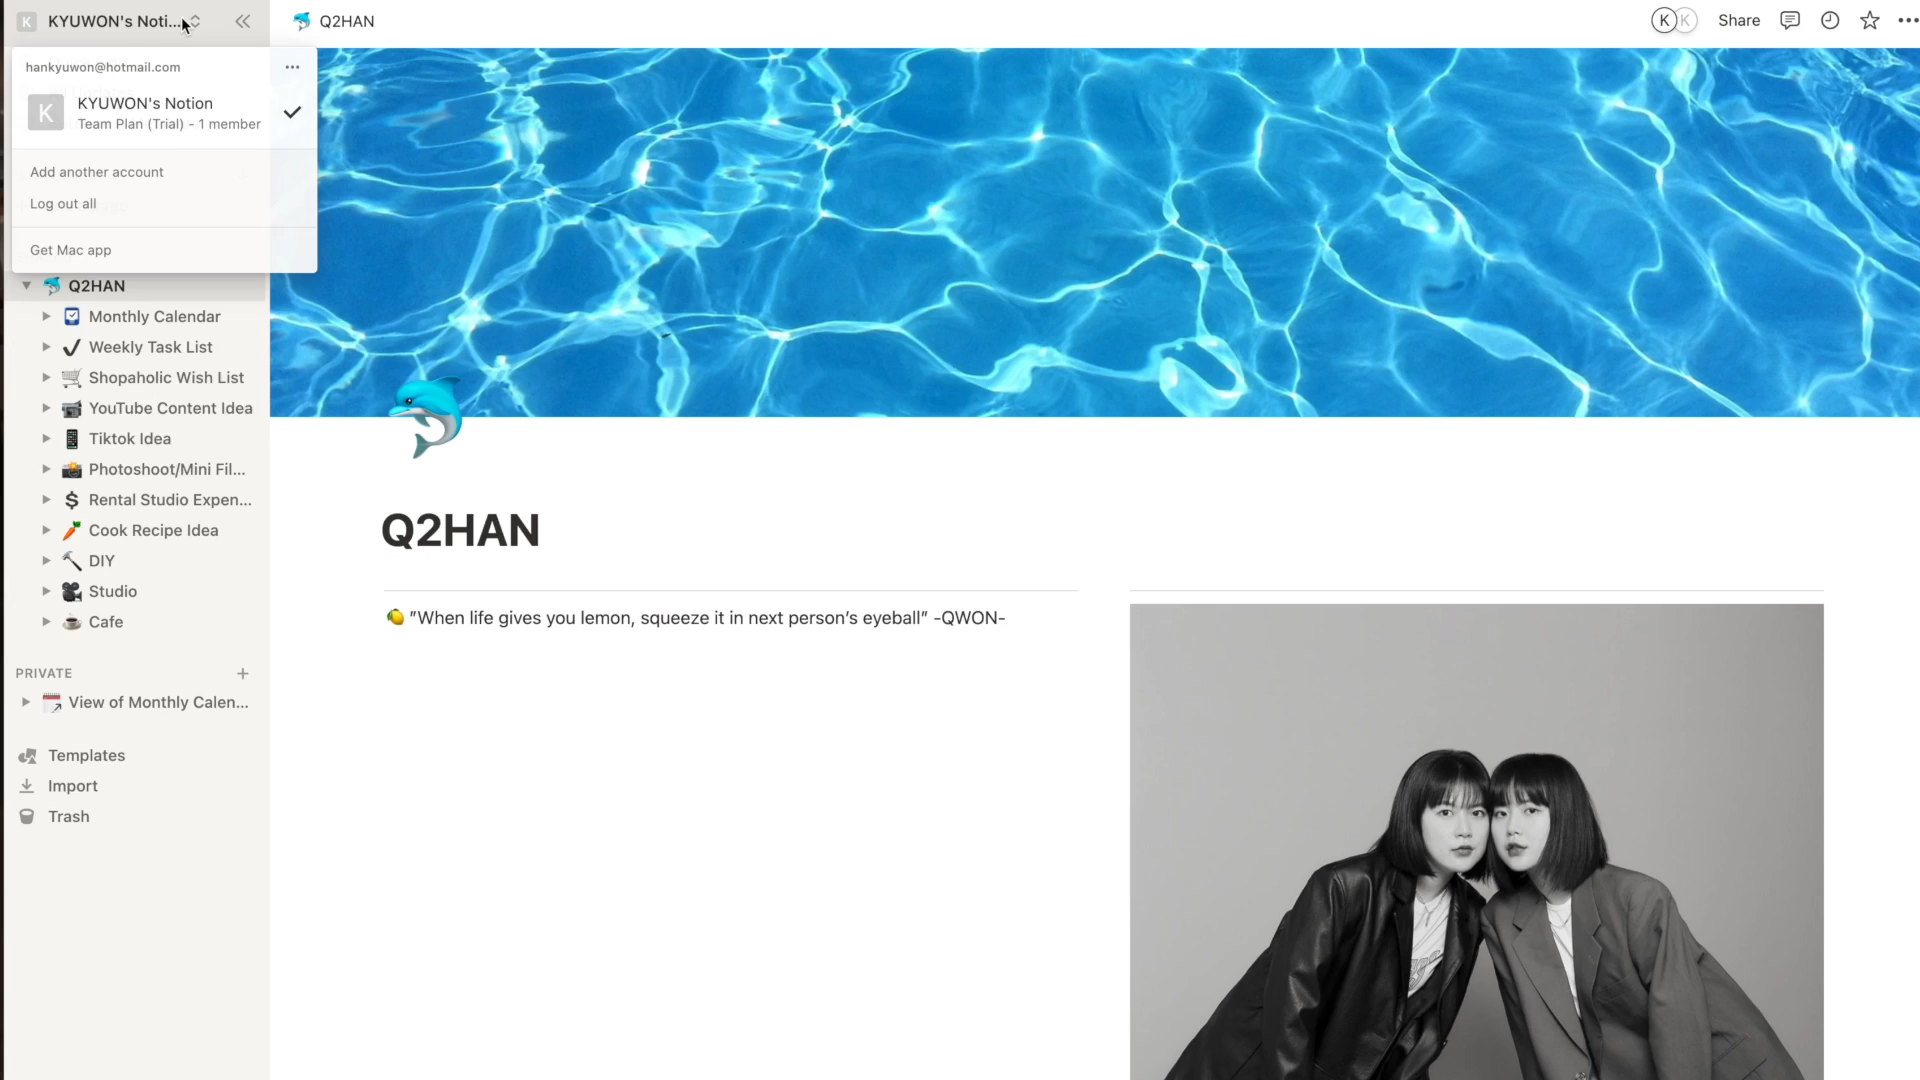 K KYUWON's Noti...
Q2HAN
K K Share
hankyuwon@hotmail.com
K KYUWON's Notion
Team Plan (Trial) - 1 member
Add another account
Log out all
Get Mac app
Q2HAN
Monthly Calendar
Weekly Task List
Shopaholic Wish List
YouTube Content Idea
Tiktok Idea
Photoshoot/Mini Fil...
$ Rental Studio Expen...
Cook Recipe Idea
DIY
Studio
Cafe
PRIVATE
View of Monthly Calen...
Templates
Import
Trash
Q2HAN
"When life gives you lemon, squeeze it in next person's eyeball" -QWON-